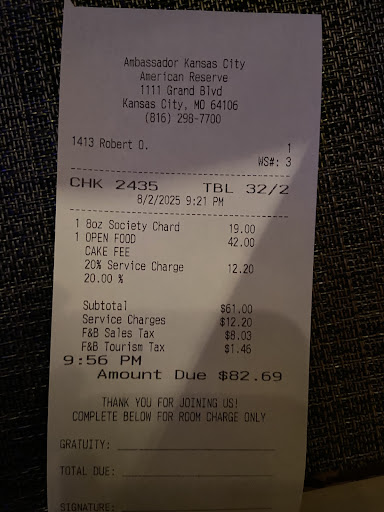 Ambassador Kansas City
American Reserve
1111 Grand Blvd
Kansas City, MO 64106
(816) 298-7700
1413 Robert O. 1
WS#: 3
CHK 2435 TBL 32/2
8/2/2025 9:21 PM
1 8oz Society Chard 19.00
1 OPEN FOOD 42.00
CAKE FEE
20% Service Charge 12.20
20.00 %
Subtotal $61.00
Service Charges $12.20
F&B Sales Tax $8.03
F&B Tourism Tax $1.46
9:56 PM
Amount Due $82.69
THANK YOU FOR JOINING US!
COMPLETE BELOW FOR ROOM CHARGE ONLY
GRATUITY:
TOTAL DUE:
SIGNATURE: